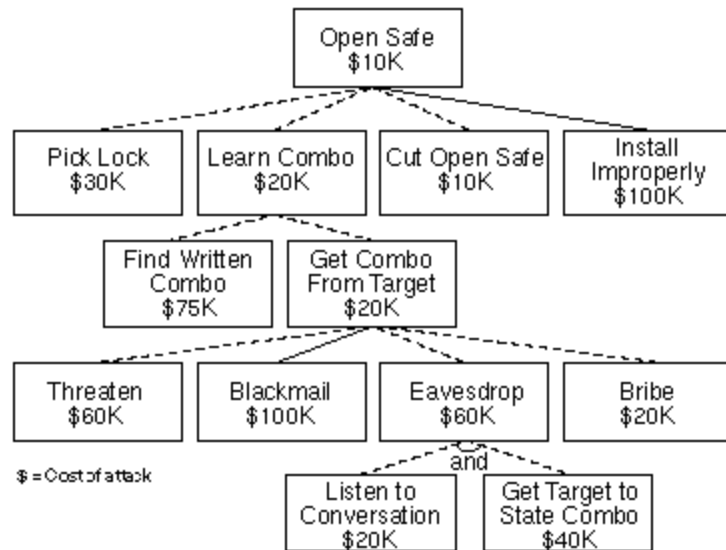 Open Safe
$10K
Pick Lock
$30K
Learn Combo
$20K
Cut Open Safe
$10K
Install
Improperly
$100K
Find Written
Combo
$75K
Get Combo
From Target
$20K
Threaten
$60K
Blackmail
$100K
Eavesdrop
$60K
Bribe
$20K
and
$ = Cost of attack
Listen to
Conversation
$20K
Get Target to
State Combo
$40K